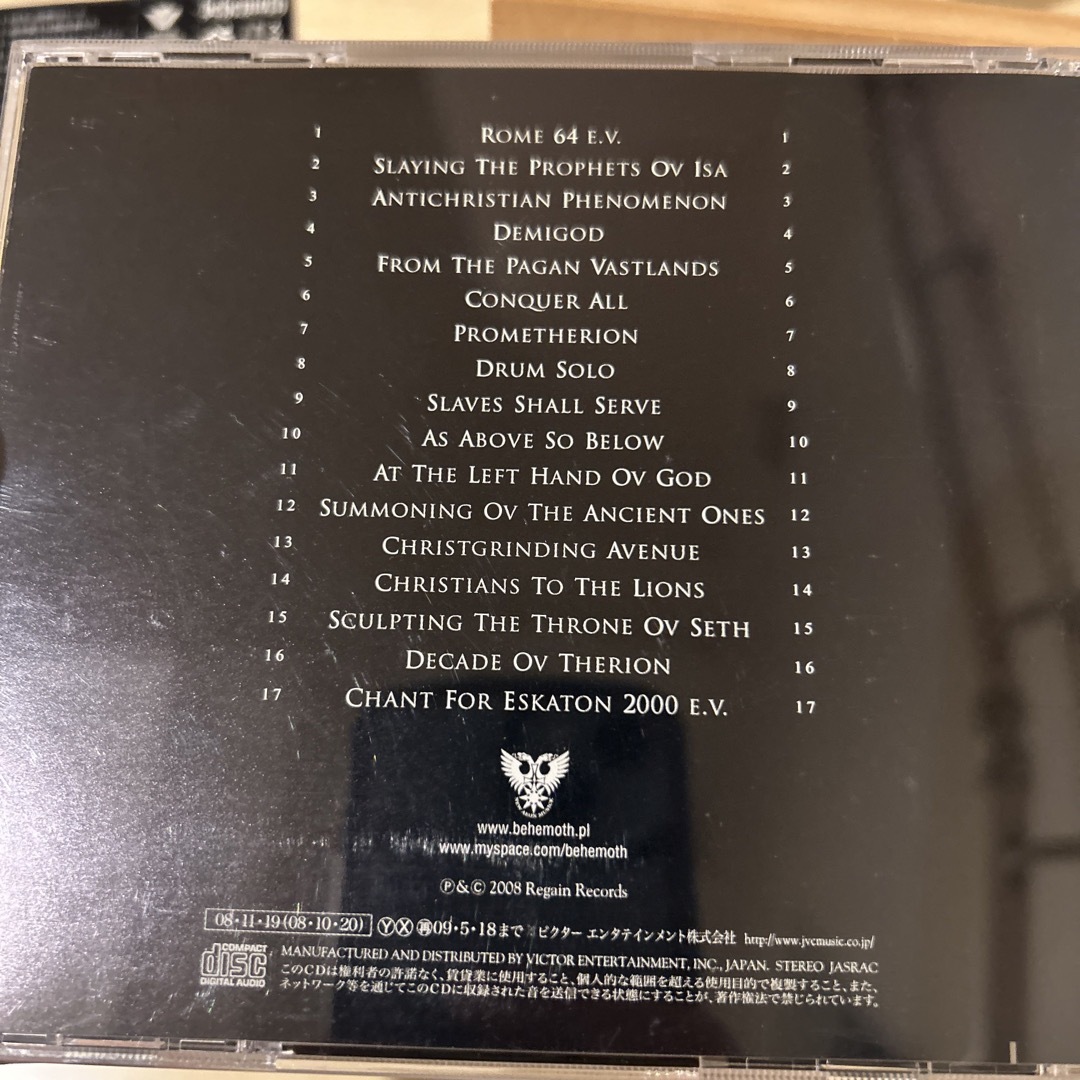 Behemoth
1 ROME 64 E.V. 1
2 SLAYING THE PROPHETS OV ISA 2
3 ANTICHRISTIAN PHENOMENON 3
4 DEMIGOD 4
5 FROM THE PAGAN VASTLANDS 5
6 CONQUER ALL 6
7 PROMETHERION 7
8 DRUM SOLO 8
9 SLAVES SHALL SERVE 9
10 AS ABOVE SO BELOW 10
11 AT THE LEFT HAND OV GOD 11
12 SUMMONING OV THE ANCIENT ONES 12
13 CHRISTGRINDING AVENUE 13
14 CHRISTIANS TO THE LIONS 14
15 SCULPTING THE THRONE OV SETH 15
16 DECADE OV THERION 16
17 CHANT FOR ESKATON 2000 E.V. 17
www.behemoth.pl
www.myspace.com/behemoth
Ⓟ&© 2008 Regain Records
08・11・19(08・10・20) ⓎⓍ㊢09・5・18まで ビクター エンタテインメント株式会社 http://www.jvcmusic.co.jp/
COMPACT disc DIGITAL AUDIO
MANUFACTURED AND DISTRIBUTED BY VICTOR ENTERTAINMENT, INC., JAPAN. STEREO JASRAC
このCDは権利者の許諾なく、賃貸業に使用すること、個人的な範囲を超える使用目的で複製すること、また、
ネットワーク等を通じてこのCDに収録された音を送信できる状態にすることが、著作権法で禁じられています。